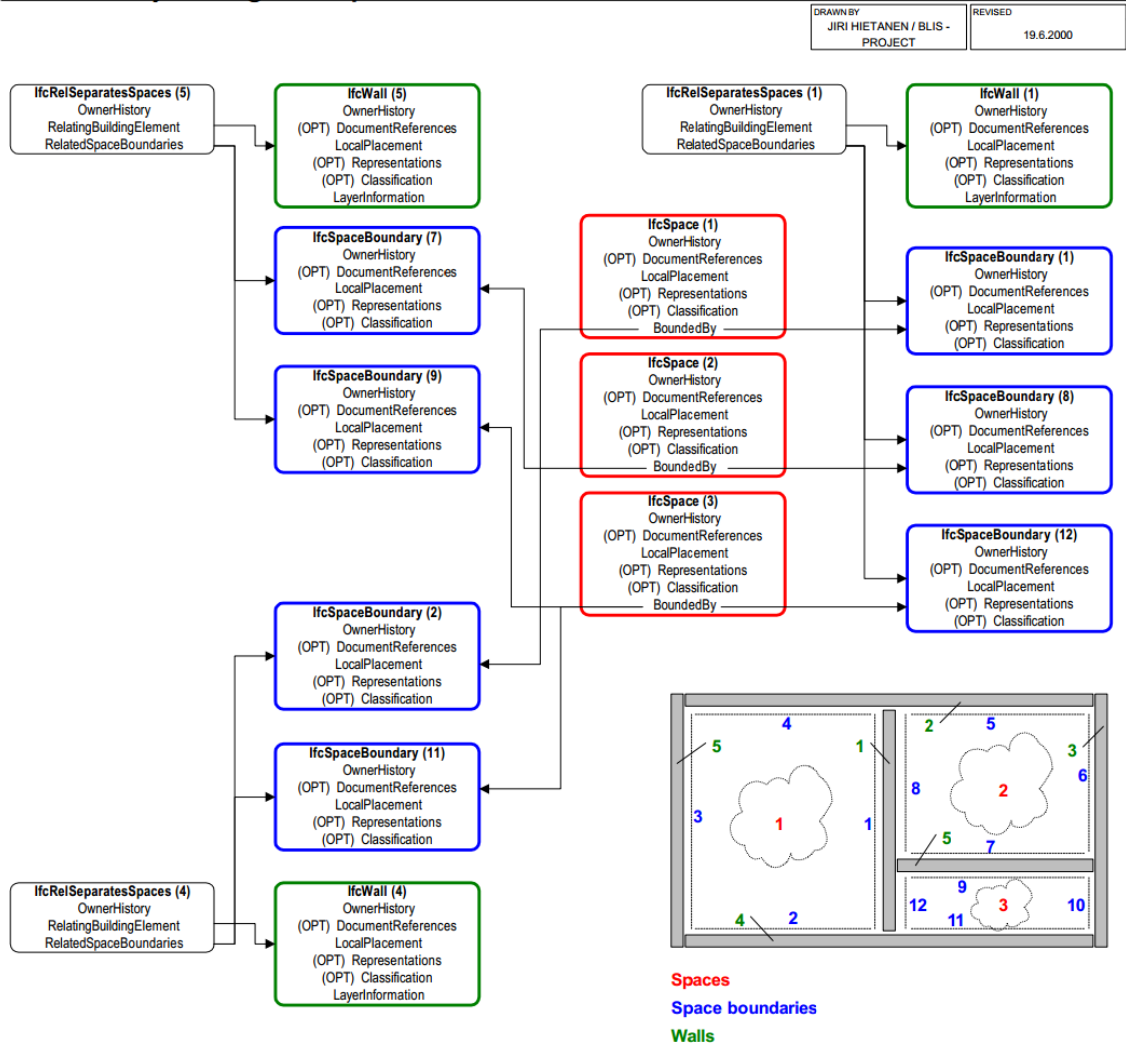 DRAWN BY
JIRI HIETANEN / BLIS -
PROJECT
REVISED
19.6.2000
IfcRelSeparatesSpaces (5)
OwnerHistory
RelatingBuildingElement
RelatedSpaceBoundaries
IfcWall (5)
OwnerHistory
(OPT) DocumentReferences
LocalPlacement
(OPT) Representations
(OPT) Classification
LayerInformation
IfcRelSeparatesSpaces (1)
OwnerHistory
RelatingBuildingElement
RelatedSpaceBoundaries
IfcWall (1)
OwnerHistory
(OPT) DocumentReferences
LocalPlacement
(OPT) Representations
(OPT) Classification
LayerInformation
IfcSpaceBoundary (7)
OwnerHistory
(OPT) DocumentReferences
LocalPlacement
(OPT) Representations
(OPT) Classification
IfcSpace (1)
OwnerHistory
(OPT) DocumentReferences
LocalPlacement
(OPT) Representations
(OPT) Classification
BoundedBy
IfcSpaceBoundary (1)
OwnerHistory
(OPT) DocumentReferences
LocalPlacement
(OPT) Representations
(OPT) Classification
IfcSpaceBoundary (9)
OwnerHistory
(OPT) DocumentReferences
LocalPlacement
(OPT) Representations
(OPT) Classification
IfcSpace (2)
OwnerHistory
(OPT) DocumentReferences
LocalPlacement
(OPT) Representations
(OPT) Classification
BoundedBy
IfcSpaceBoundary (8)
OwnerHistory
(OPT) DocumentReferences
LocalPlacement
(OPT) Representations
(OPT) Classification
IfcSpace (3)
OwnerHistory
(OPT) DocumentReferences
LocalPlacement
(OPT) Representations
(OPT) Classification
BoundedBy
IfcSpaceBoundary (12)
OwnerHistory
(OPT) DocumentReferences
LocalPlacement
(OPT) Representations
(OPT) Classification
IfcSpaceBoundary (2)
OwnerHistory
(OPT) DocumentReferences
LocalPlacement
(OPT) Representations
(OPT) Classification
IfcSpaceBoundary (11)
OwnerHistory
(OPT) DocumentReferences
LocalPlacement
(OPT) Representations
(OPT) Classification
IfcRelSeparatesSpaces (4)
OwnerHistory
RelatingBuildingElement
RelatedSpaceBoundaries
IfcWall (4)
OwnerHistory
(OPT) DocumentReferences
LocalPlacement
(OPT) Representations
(OPT) Classification
LayerInformation
4
2
5
5
1
3
6
8
2
3
1
1
5
7
9
12
3
10
4
2
11
Spaces
Space boundaries
Walls